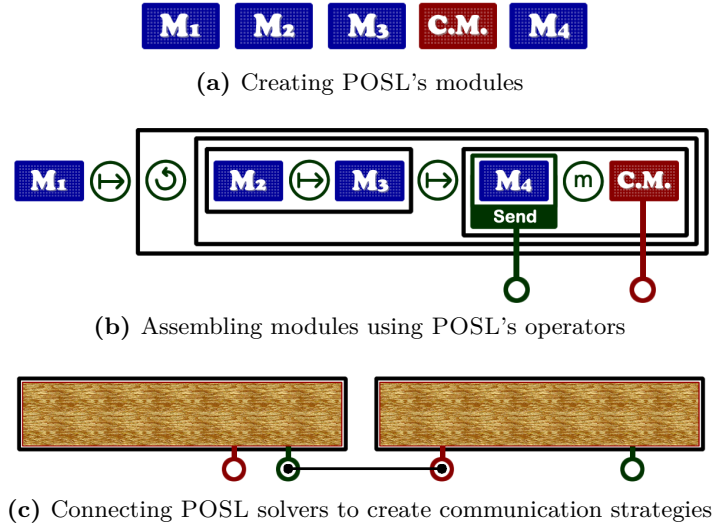 M1 M2 M3 C.M. M4
(a) Creating POSL's modules
M1 ↦ ↺ M2 ↦ M3 ↦ M4 m C.M.
Send
(b) Assembling modules using POSL's operators
(c) Connecting POSL solvers to create communication strategies